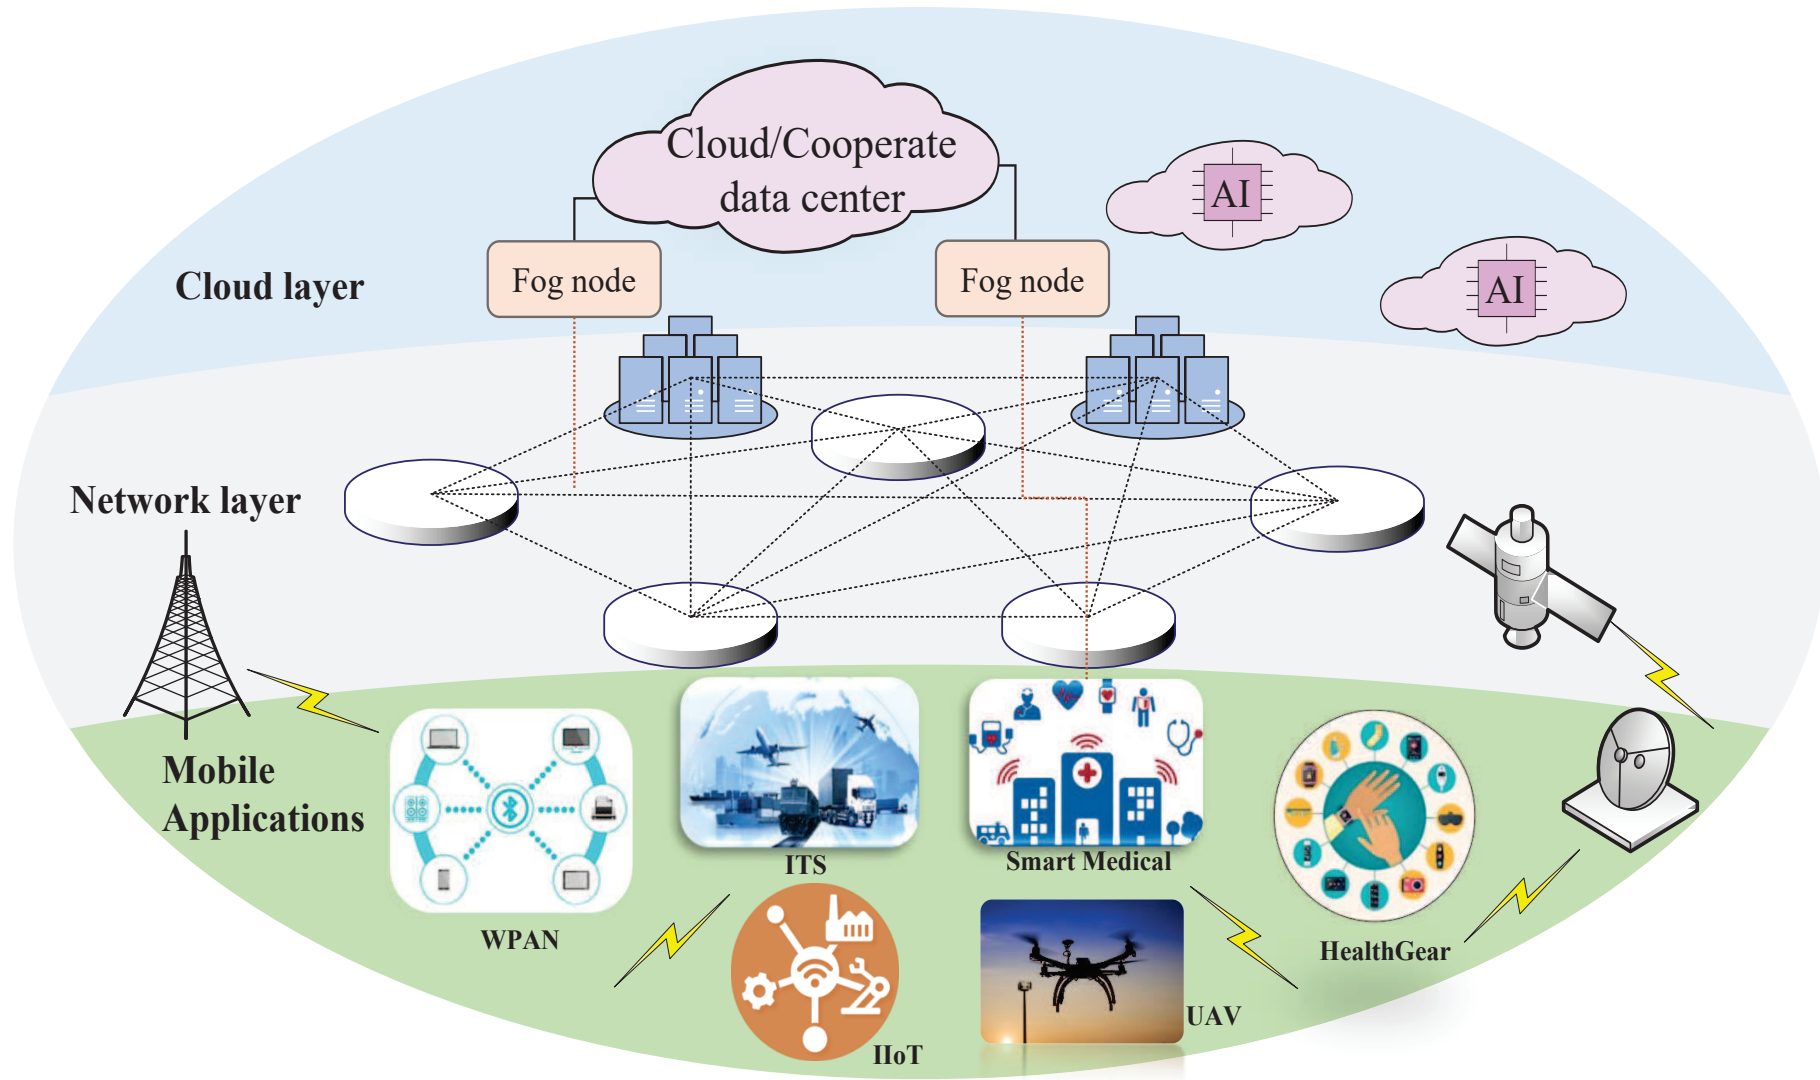 Cloud/Cooperate
data center
AI
Fog node
Fog node
Cloud layer
AI
Network layer
Mobile
Applications
ITS
Smart Medical
WPAN
HealthGear
UAV
IIoT